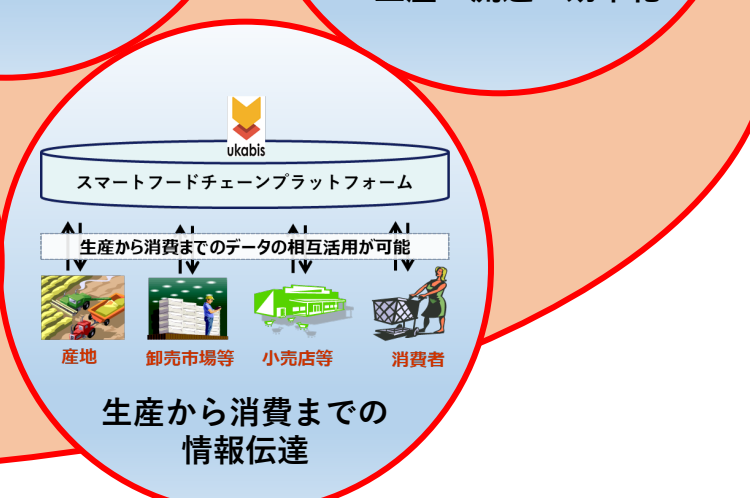 ukabis
スマートフードチェーンプラットフォーム
生産から消費までのデータの相互活用が可能
産地
卸売市場等
小売店等
消費者
生産から消費までの
情報伝達